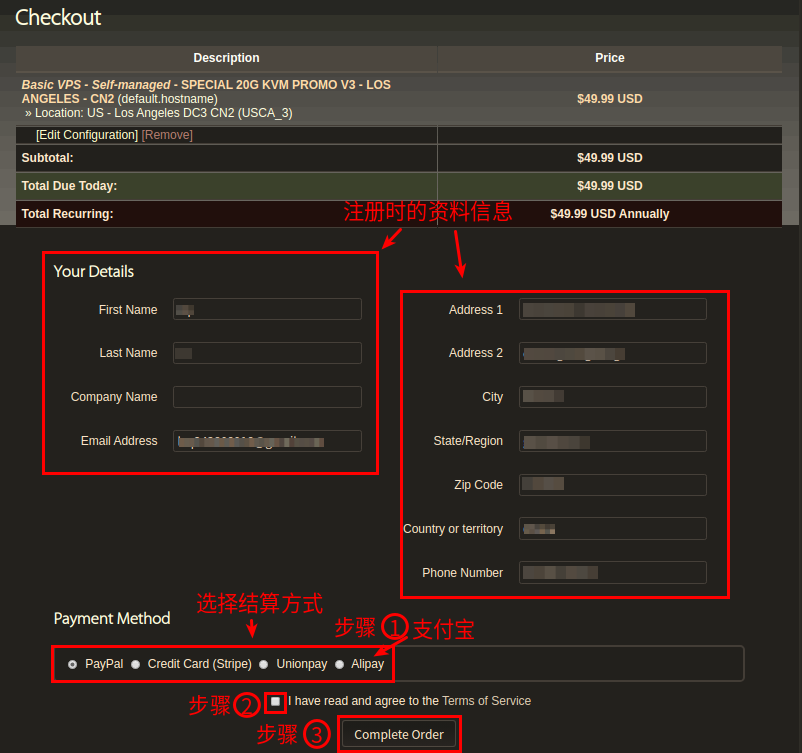 Checkout
Description Price
Basic VPS - Self-managed - SPECIAL 20G KVM PROMO V3 - LOS
ANGELES - CN2 (default.hostname) $49.99 USD
» Location: US - Los Angeles DC3 CN2 (USCA_3)
[Edit Configuration] [Remove]
Subtotal: $49.99 USD
Total Due Today: $49.99 USD
Total Recurring: $49.99 USD Annually
注册时的资料信息
Your Details
First Name
Last Name
Company Name
Email Address
Address 1
Address 2
City
State/Region
Zip Code
Country or territory
Phone Number
选择结算方式
Payment Method
步骤 ① 支付宝
PayPal Credit Card (Stripe) Unionpay Alipay
步骤 ② I have read and agree to the Terms of Service
步骤 ③ Complete Order